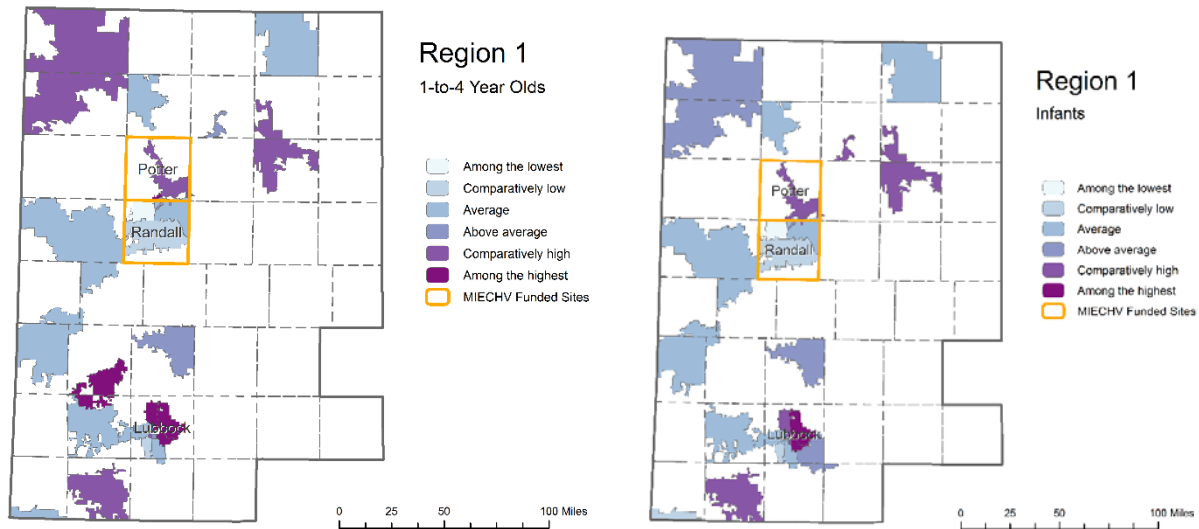 Region 1
1-to-4 Year Olds
Among the lowest
Comparatively low
Average
Above average
Comparatively high
Among the highest
MIECHV Funded Sites
Potter
Randall
Lubbock
0 50 100 Miles
Region 1
Infants
Among the lowest
Comparatively low
Average
Above average
Comparatively high
Among the highest
MIECHV Funded Sites
Potter
Randall
Lubbock
0 50 100 Miles